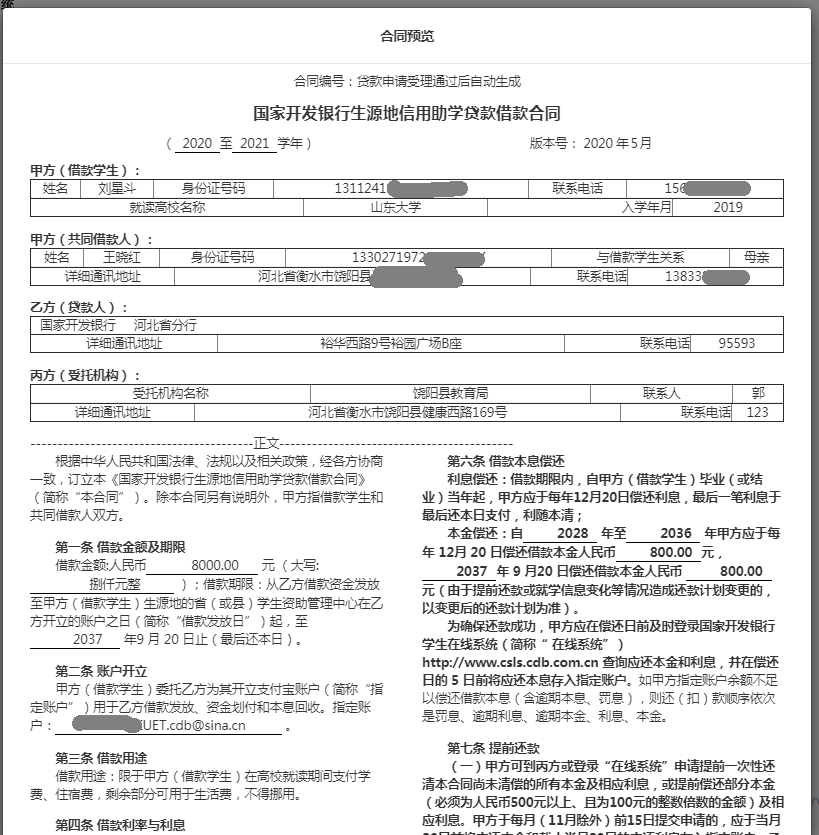 合同预览
合同编号：贷款申请受理通过后自动生成
国家开发银行生源地信用助学贷款借款合同
（ 2020 至 2021 学年）　版本号： 2020 年 5 月
甲方（借款学生）：
姓名　刘星斗　身份证号码　1311241　联系电话　156
就读高校名称　山东大学　入学年月　2019
甲方（共同借款人）：
姓名　王晓红　身份证号码　1330271972　与借款学生关系　母亲
详细通讯地址　河北省衡水市饶阳县　联系电话　13833
乙方（贷款人）：
国家开发银行　河北省分行
详细通讯地址　裕华西路9号裕园广场B座　联系电话　95593
丙方（受托机构）：
受托机构名称　饶阳县教育局　联系人　郭
详细通讯地址　河北省衡水市饶阳县健康西路169号　联系电话　123
----------------------------------------正文------------------------------------------
根据中华人民共和国法律、法规以及相关政策，经各方协商
一致，订立本《国家开发银行生源地信用助学贷款借款合同》
（简称“本合同”）。除本合同另有说明外，甲方指借款学生和
共同借款人双方。
第一条 借款金额及期限
借款金额:人民币 8000.00 元（大写:
捌仟元整 ）；借款期限：从乙方借款资金发放
至甲方（借款学生）生源地的省（或县）学生资助管理中心在乙
方开立的账户之日（简称“借款发放日”）起，至
2037 年9 月 20 日止（最后还本日）。
第二条 账户开立
甲方（借款学生）委托乙方为其开立支付宝账户（简称“指
定账户”）用于乙方借款发放、资金划付和本息回收。指定账
户： UET.cdb@sina.cn 。
第三条 借款用途
借款用途：限于甲方（借款学生）在高校就读期间支付学
费、住宿费，剩余部分可用于生活费，不得挪用。
第四条 借款利率与利息
第六条 借款本息偿还
利息偿还：借款期限内，自甲方（借款学生）毕业（或结
业）当年起，甲方应于每年12月20日偿还利息，最后一笔利息于
最后还本日支付，利随本清；
本金偿还：自 2028 年至 2036 年甲方应于每
年 12月 20 日偿还借款本金人民币 800.00 元，
2037 年 9 月20 日偿还借款本金人民币 800.00
元（由于提前还款或就学信息变化等情况造成还款计划变更的，
以变更后的还款计划为准）。
为确保还款成功，甲方应在偿还日前及时登录国家开发银行
学生在线系统（简称“ 在线系统”）
http://www.csls.cdb.com.cn 查询应还本金和利息，并在偿还
日的 5 日前将应还本息存入指定账户。如甲方指定账户余额不足
以偿还借款本息（含逾期本息、罚息），则还（扣）款顺序依次
是罚息、逾期利息、逾期本金、利息、本金。
第七条 提前还款
（一）甲方可到丙方或登录“在线系统”申请提前一次性还
清本合同尚未清偿的所有本金及相应利息，或提前偿还部分本金
（必须为人民币500元以上、且为100元的整数倍数的金额）及相
应利息。甲方于每月（11月除外）前15日提交申请的，应于当月